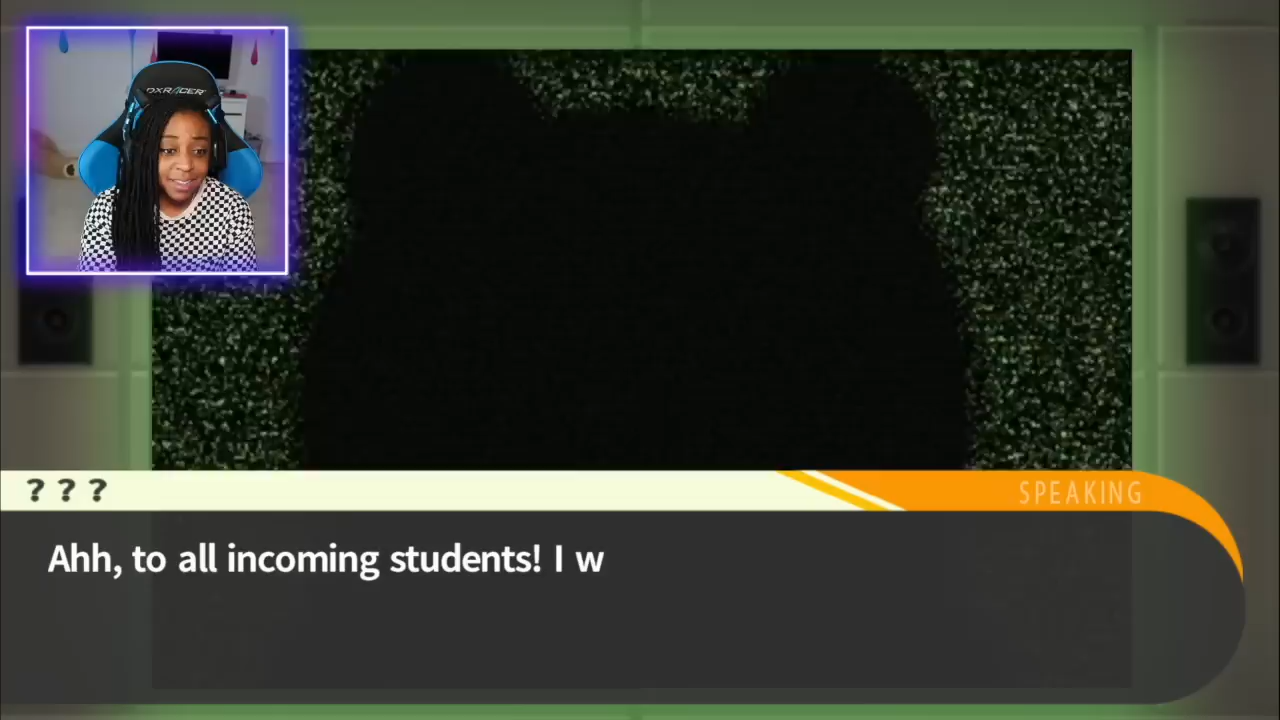 DXRACER
? ? ?
SPEAKING
Ahh, to all incoming students! I w